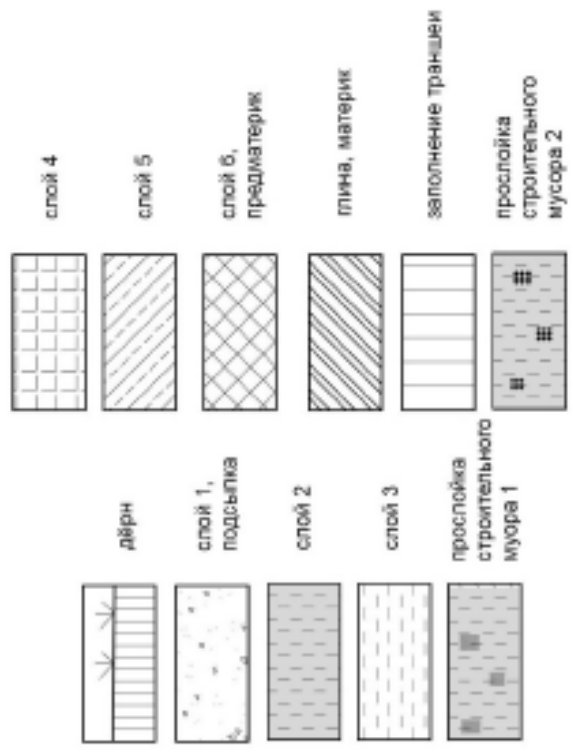 дёрн
слой 1,
подсыпка
слой 2
слой 3
прослойка
строительного
муора 1
слой 4
слой 5
слой 6,
предматерик
глина, материк
заполнение траншеи
прослойка
строительного
мусора 2